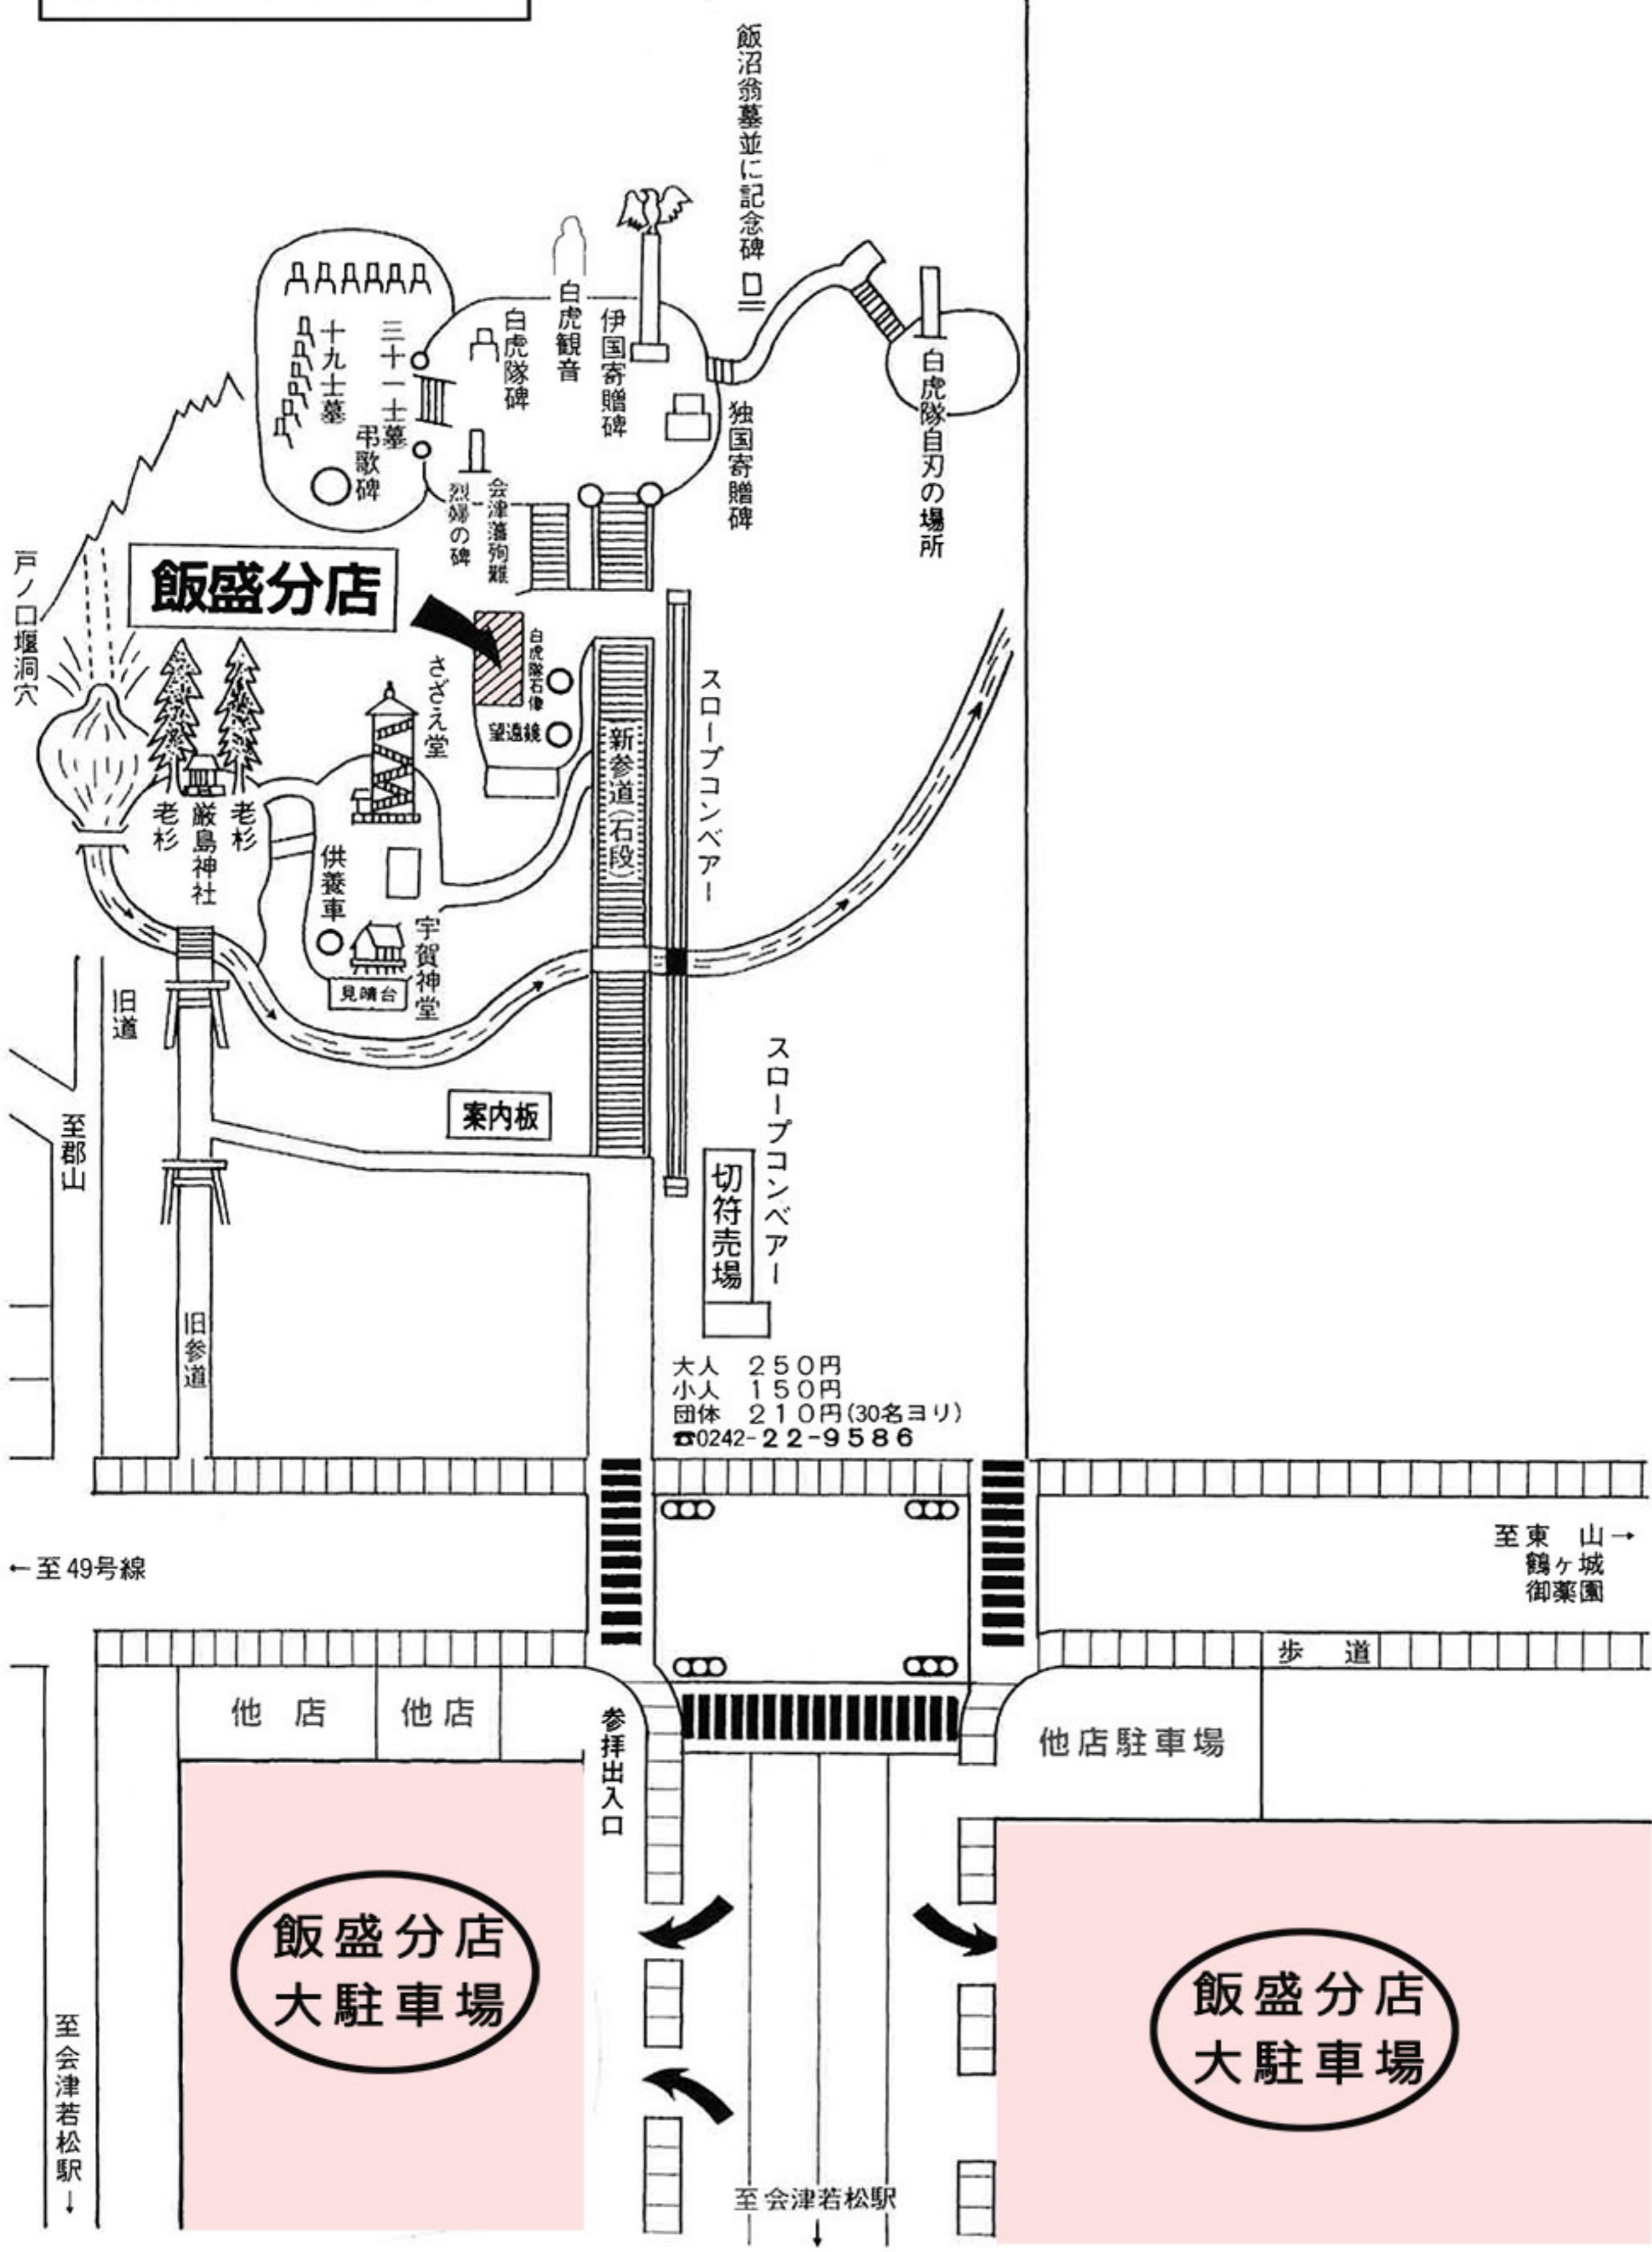 飯沼翁墓並に記念碑
白虎観音
伊国寄贈碑
白虎隊碑
三十一士墓
十九士墓
弔歌碑
独国寄贈碑
白虎隊自刃の場所
会津藩殉難
烈婦の碑
戸ノ口堰洞穴
飯盛分店
白虎隊石像
望遠鏡
さざえ堂
スロープコンベアー
新参道(石段)
老杉
厳島神社
老杉
供養車
宇賀神堂
見晴台
旧道
案内板
至郡山
スロープコンベアー
切符売場
旧参道
大人 250円
小人 150円
団体 210円(30名ヨリ)
☎0242-22-9586
←至49号線
至東 山→
鶴ヶ城
御薬園
歩 道
他 店
他店
参拝出入口
他店駐車場
飯盛分店
大駐車場
飯盛分店
大駐車場
至会津若松駅↓
至会津若松駅
↓